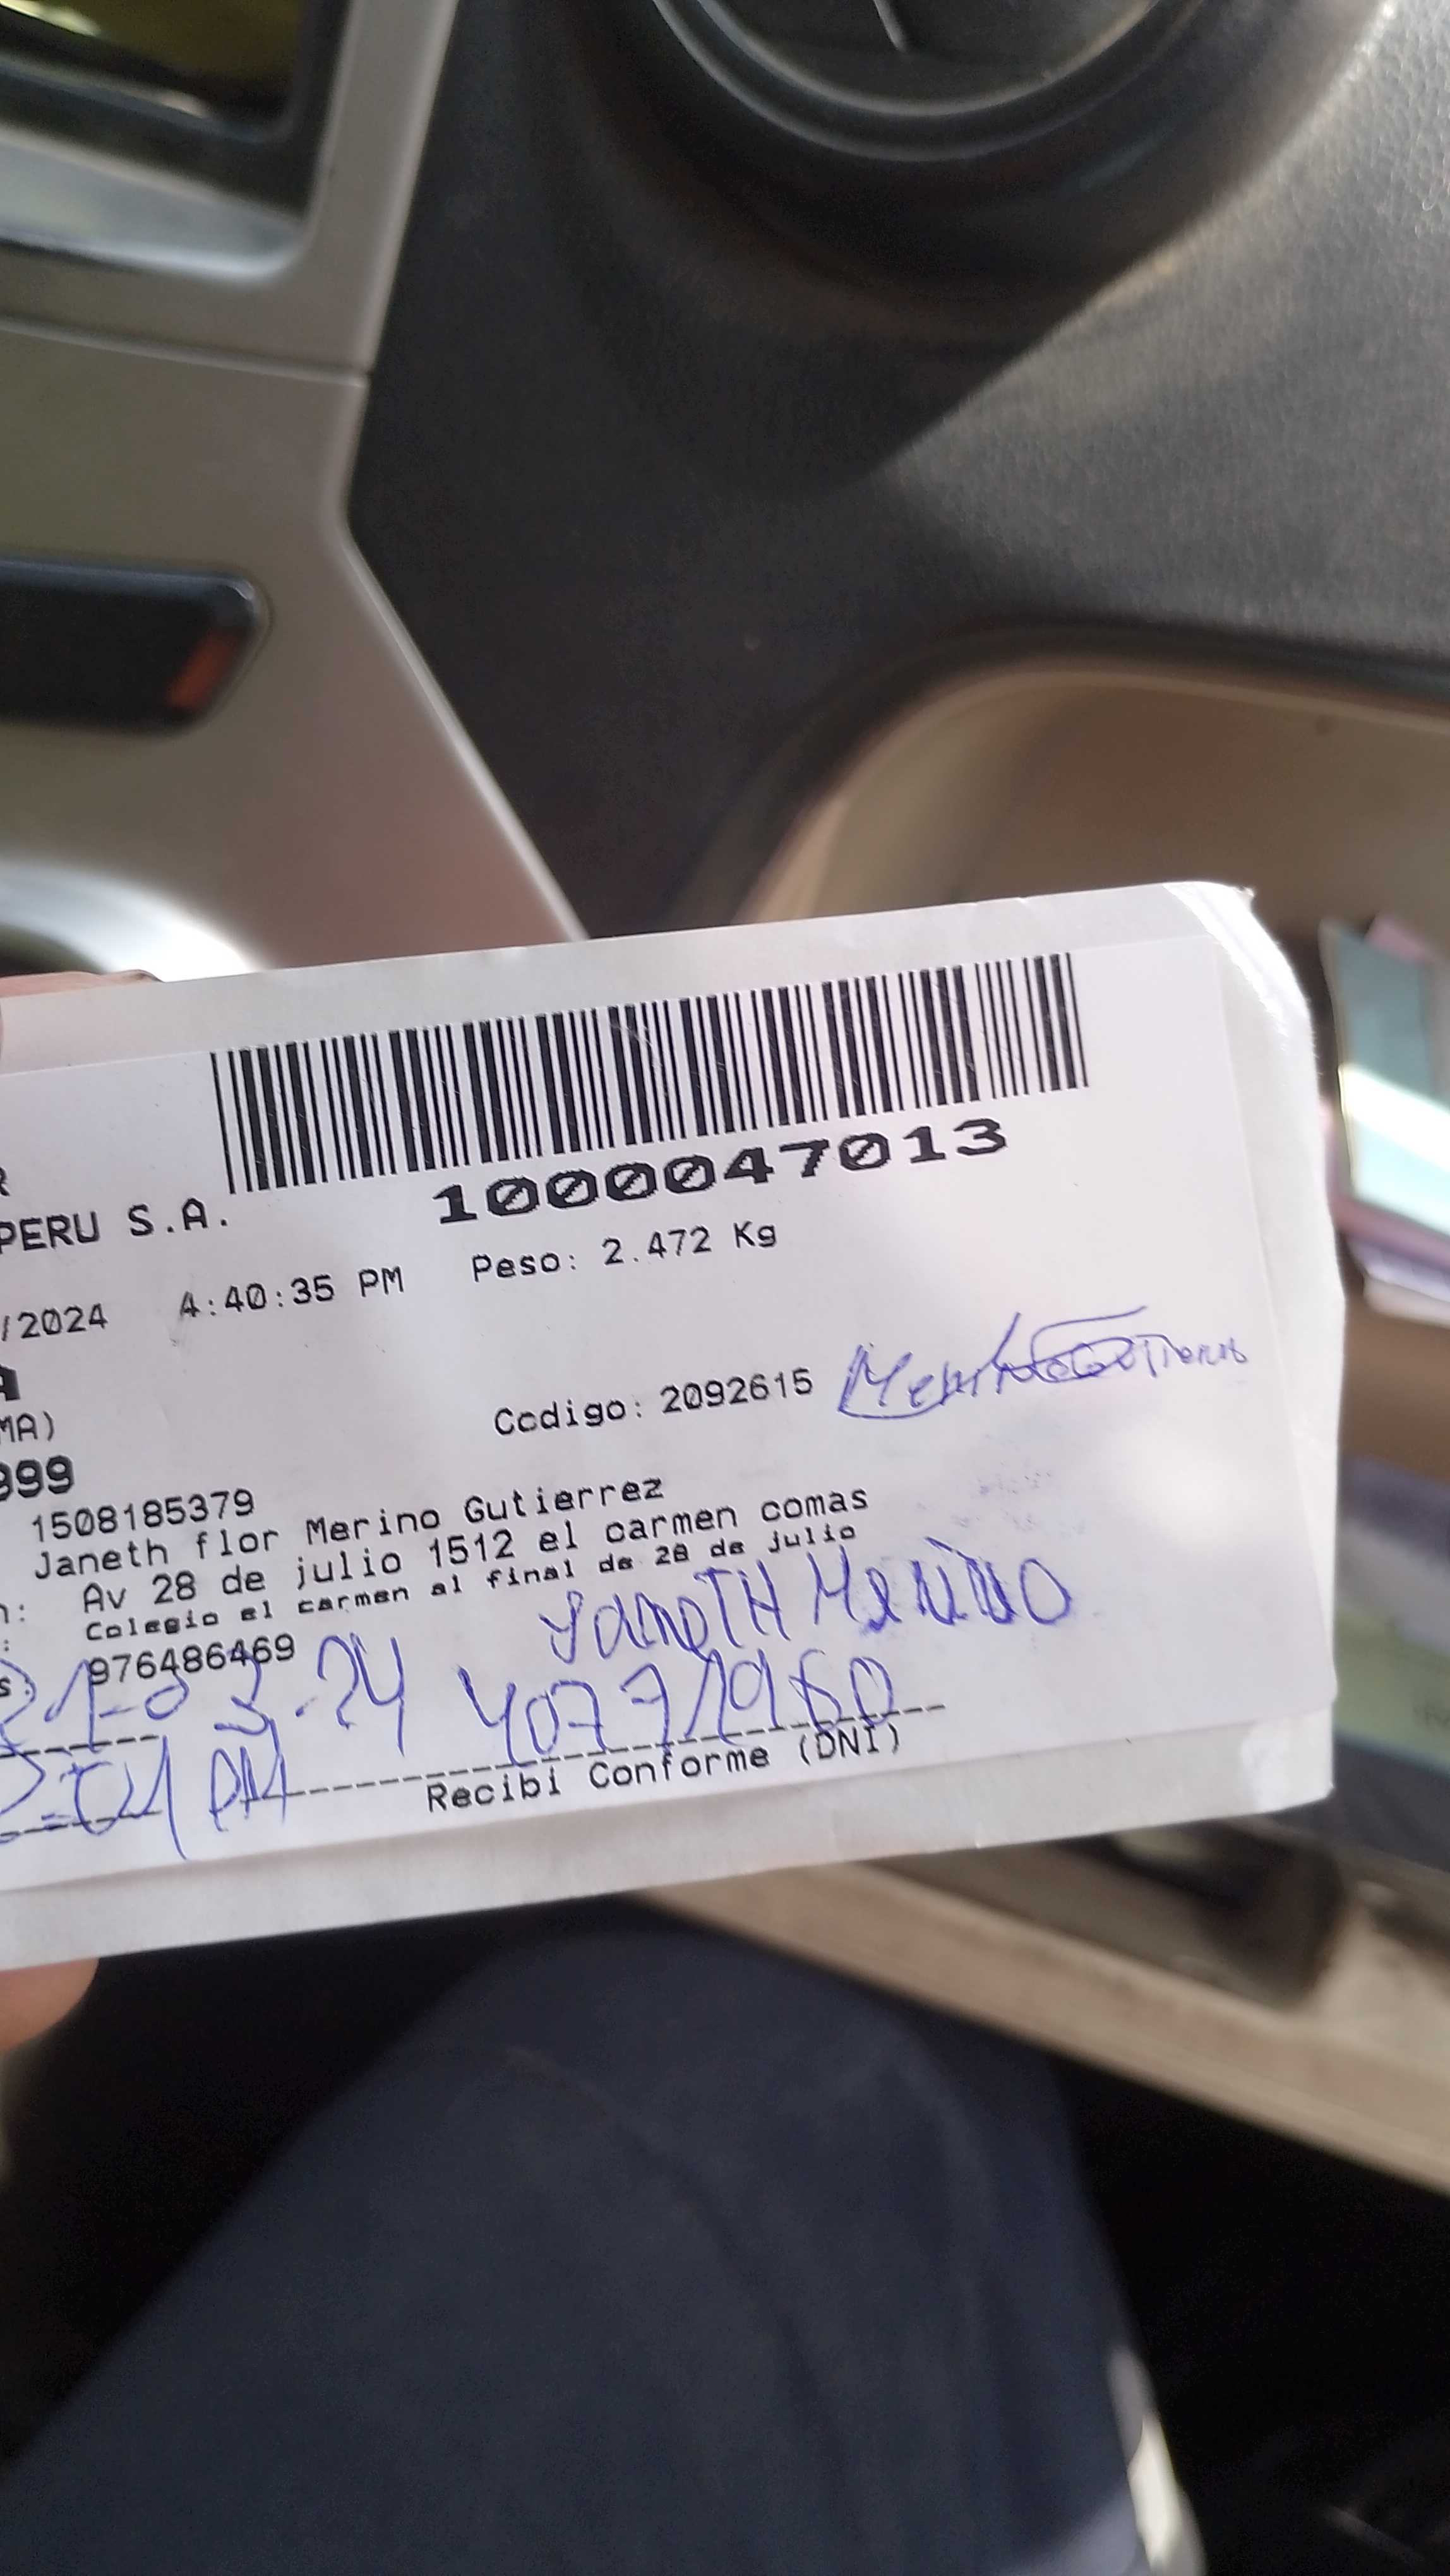 1000047013
PERU S.A.
/2024 4:40:35 PM Peso: 2.472 Kg
Codigo: 2092615
MA)
999
1508185379
Janeth flor Merino Gutierrez
Av 28 de julio 1512 el carmen comas
Colegio el carmen al final de 28 de julio
976486469
Janeth Merino
Recibi Conforme (DNI)